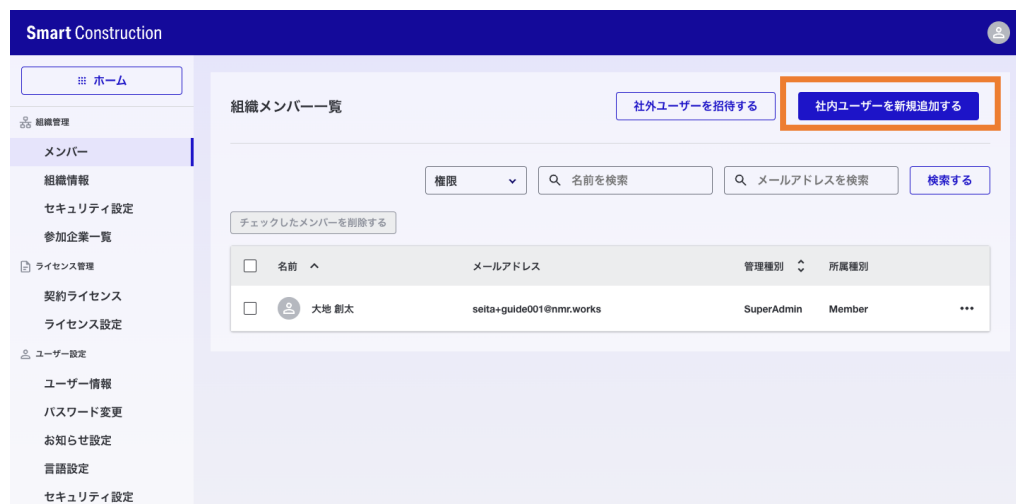 Smart Construction
ホーム
組織管理
メンバー
組織情報
セキュリティ設定
参加企業一覧
ライセンス管理
契約ライセンス
ライセンス設定
ユーザー設定
ユーザー情報
パスワード変更
お知らせ設定
言語設定
セキュリティ設定
組織メンバー一覧
社外ユーザーを招待する
社内ユーザーを新規追加する
権限
名前を検索
メールアドレスを検索
検索する
チェックしたメンバーを削除する
名前 メールアドレス 管理種別 所属種別
大地 創太 seita+guide001@nmr.works SuperAdmin Member